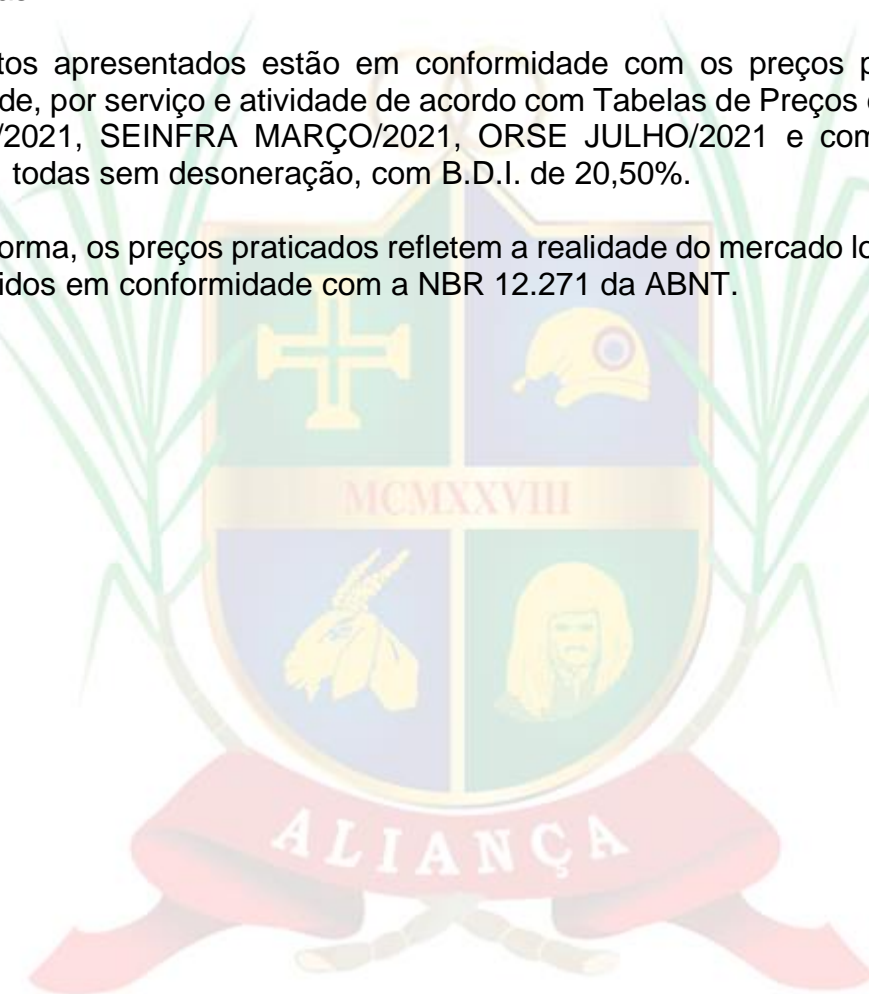 tos apresentados estão em conformidade com os preços p
de, por serviço e atividade de acordo com Tabelas de Preços
/2021, SEINFRA MARÇO/2021, ORSE JULHO/2021 e com
todas sem desoneração, com B.D.I. de 20,50%.
orma, os preços praticados refletem a realidade do mercado lo
idos em conformidade com a NBR 12.271 da ABNT.
MCMXXVIII
ALIANÇA